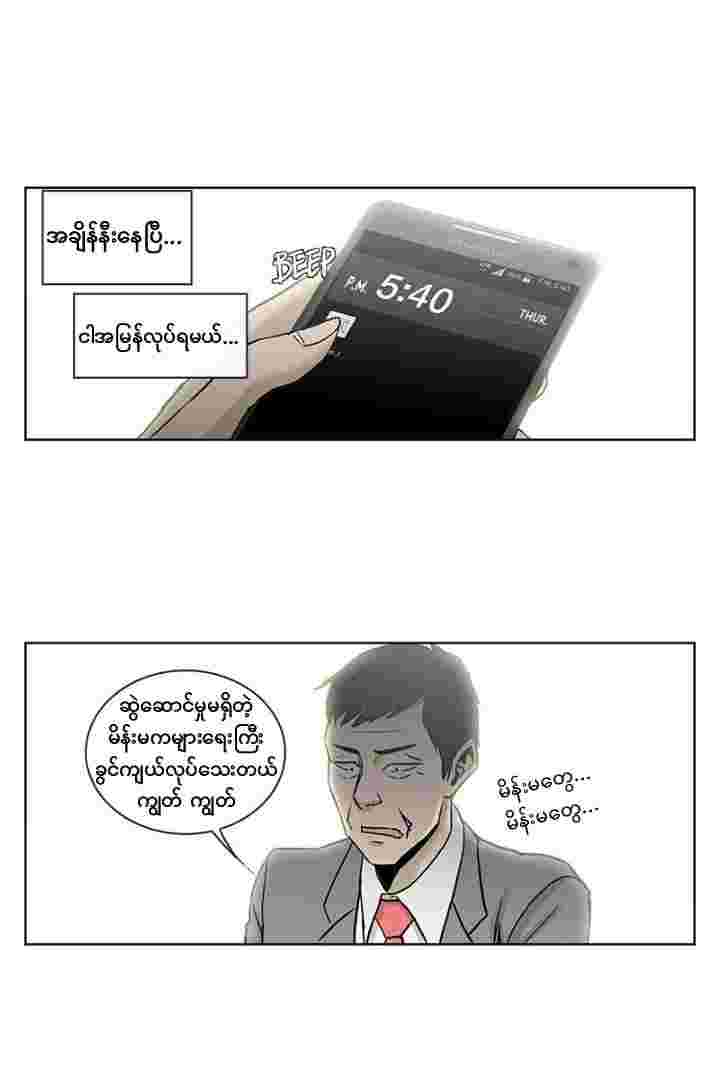 အချိန်နီးနေပြီ...
BEEP
P.M. 5:40
THUR.
ငါအမြန်လုပ်ရမယ်...
ဆွဲဆောင်မှုမရှိတဲ့
မိန်းမကများရေးကြီး
ခွင်ကျယ်လုပ်သေးတယ်
ကျွတ် ကျွတ်
မိန်းမတွေ...
မိန်းမတွေ...